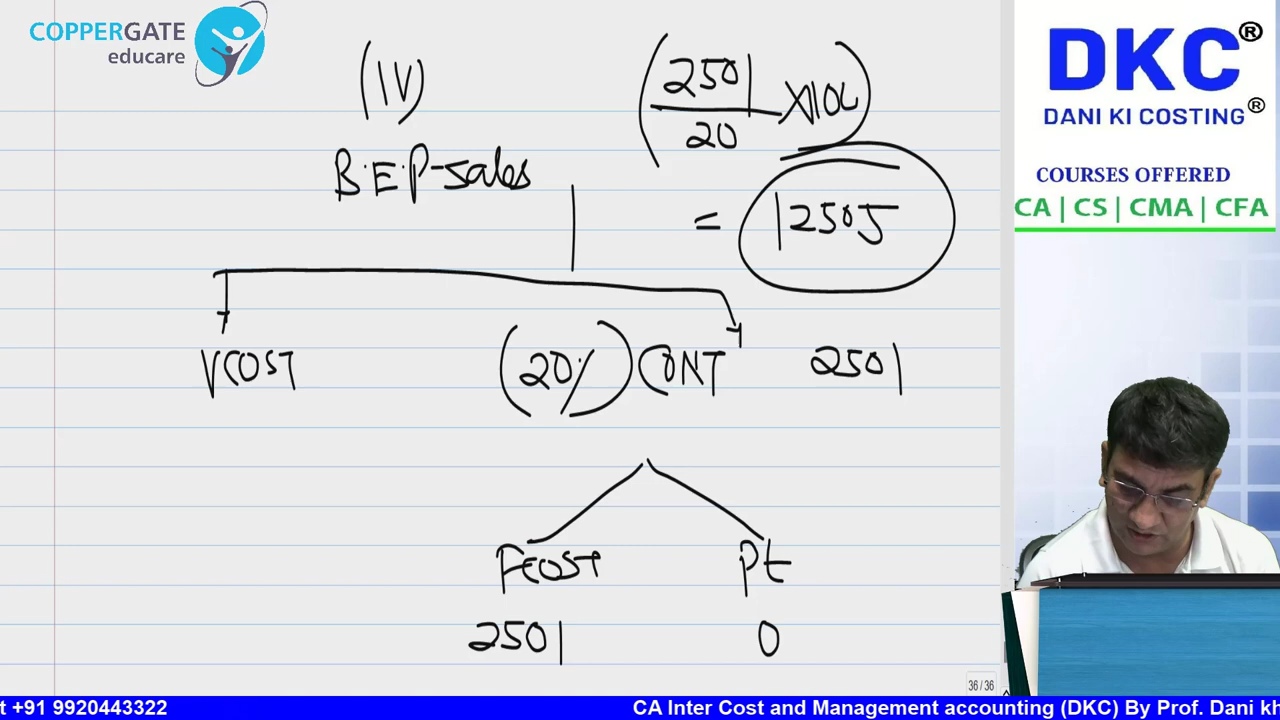 COPPERGATE
educare
(IV)
(2501/20 × 100)
B.E.P-sales
= 12505
VCOST (20%) CONT 2501
FCOST Pt
2501 0
36/36
DKC®
DANI KI COSTING®
COURSES OFFERED
CA | CS | CMA | CFA
t +91 9920443322 CA Inter Cost and Management accounting (DKC) By Prof. Dani kh